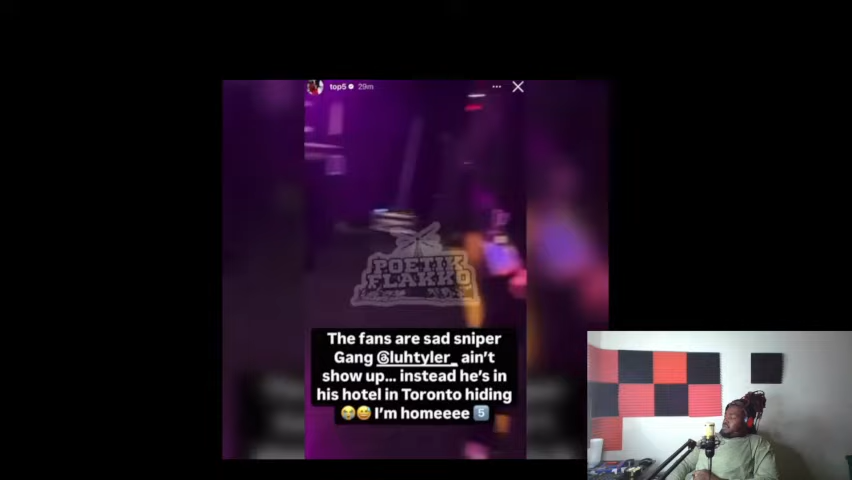 top5 29m
POETIK
FLAKKO
The fans are sad sniper
Gang @luhtyler_ ain't
show up... instead he's in
his hotel in Toronto hiding
😭😅 I'm homeeee 5️⃣